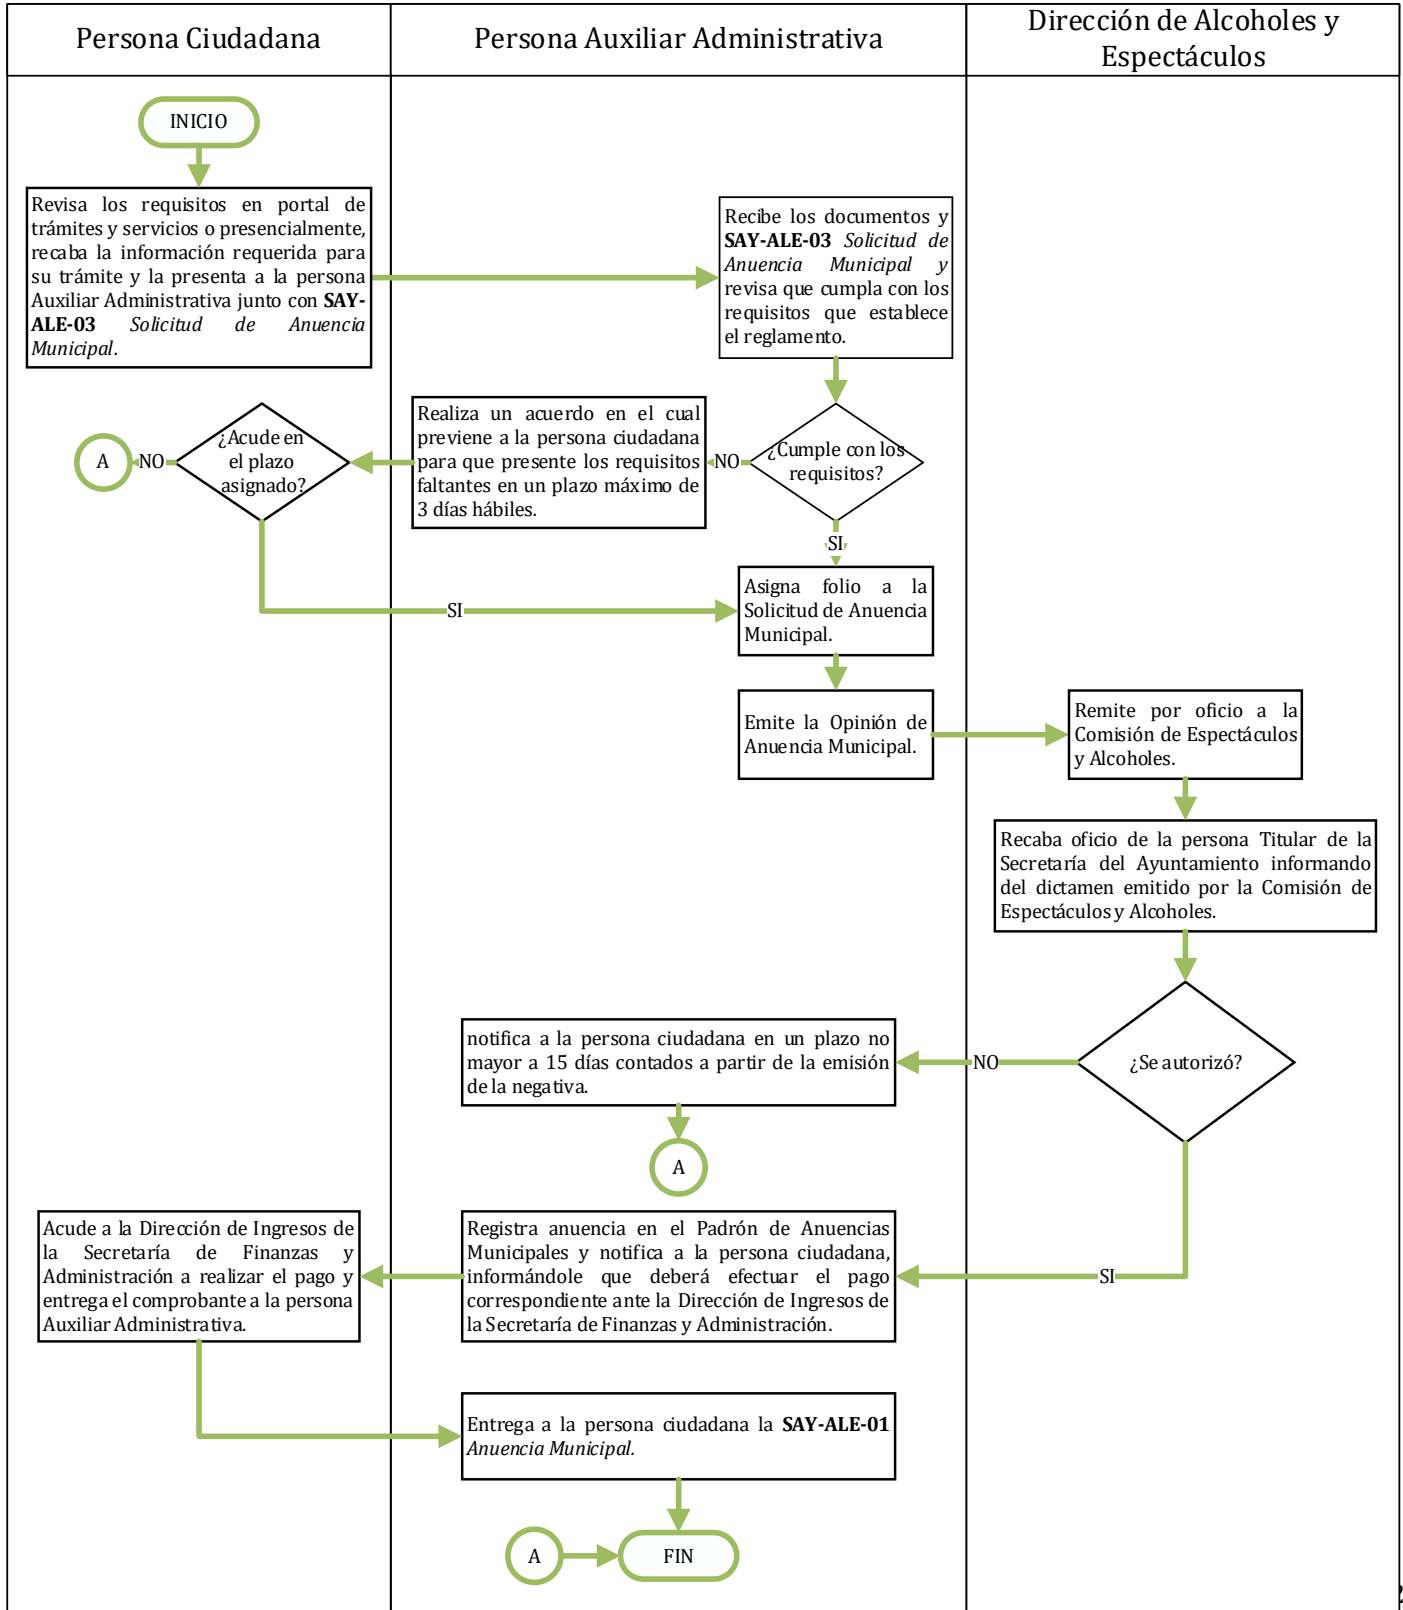 Persona Ciudadana
Persona Auxiliar Administrativa
Dirección de Alcoholes y
Espectáculos
INICIO
Revisa los requisitos en portal de
trámites y servicios o presencialmente,
recaba la información requerida para
su trámite y la presenta a la persona
Auxiliar Administrativa junto con SAY-
ALE-03 Solicitud de Anuencia
Municipal.
Recibe los documentos y
SAY-ALE-03 Solicitud de
Anuencia Municipal y
revisa que cumpla con los
requisitos que establece
el reglamento.
¿Cumple con los
requisitos?
NO
Realiza un acuerdo en el cual
previene a la persona ciudadana
para que presente los requisitos
faltantes en un plazo máximo de
3 días hábiles.
¿Acude en
el plazo
asignado?
NO
A
SI
SI
Asigna folio a la
Solicitud de Anuencia
Municipal.
Emite la Opinión de
Anuencia Municipal.
Remite por oficio a la
Comisión de Espectáculos
y Alcoholes.
Recaba oficio de la persona Titular de la
Secretaría del Ayuntamiento informando
del dictamen emitido por la Comisión de
Espectáculos y Alcoholes.
¿Se autorizó?
NO
notifica a la persona ciudadana en un plazo no
mayor a 15 días contados a partir de la emisión
de la negativa.
A
SI
Registra anuencia en el Padrón de Anuencias
Municipales y notifica a la persona ciudadana,
informándole que deberá efectuar el pago
correspondiente ante la Dirección de Ingresos de
la Secretaría de Finanzas y Administración.
Acude a la Dirección de Ingresos de
la Secretaría de Finanzas y
Administración a realizar el pago y
entrega el comprobante a la persona
Auxiliar Administrativa.
Entrega a la persona ciudadana la SAY-ALE-01
Anuencia Municipal.
A
FIN